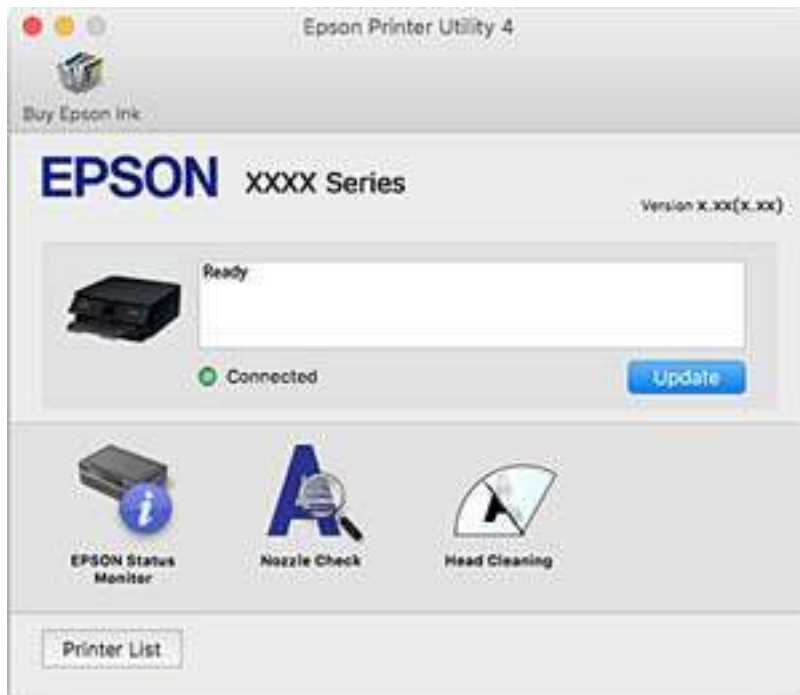 Epson Printer Utility 4
Buy Epson Ink
EPSON XXXX Series
Version x.xx(x.xx)
Ready
Connected
Update
EPSON Status
Monitor
Nozzle Check
Head Cleaning
Printer List